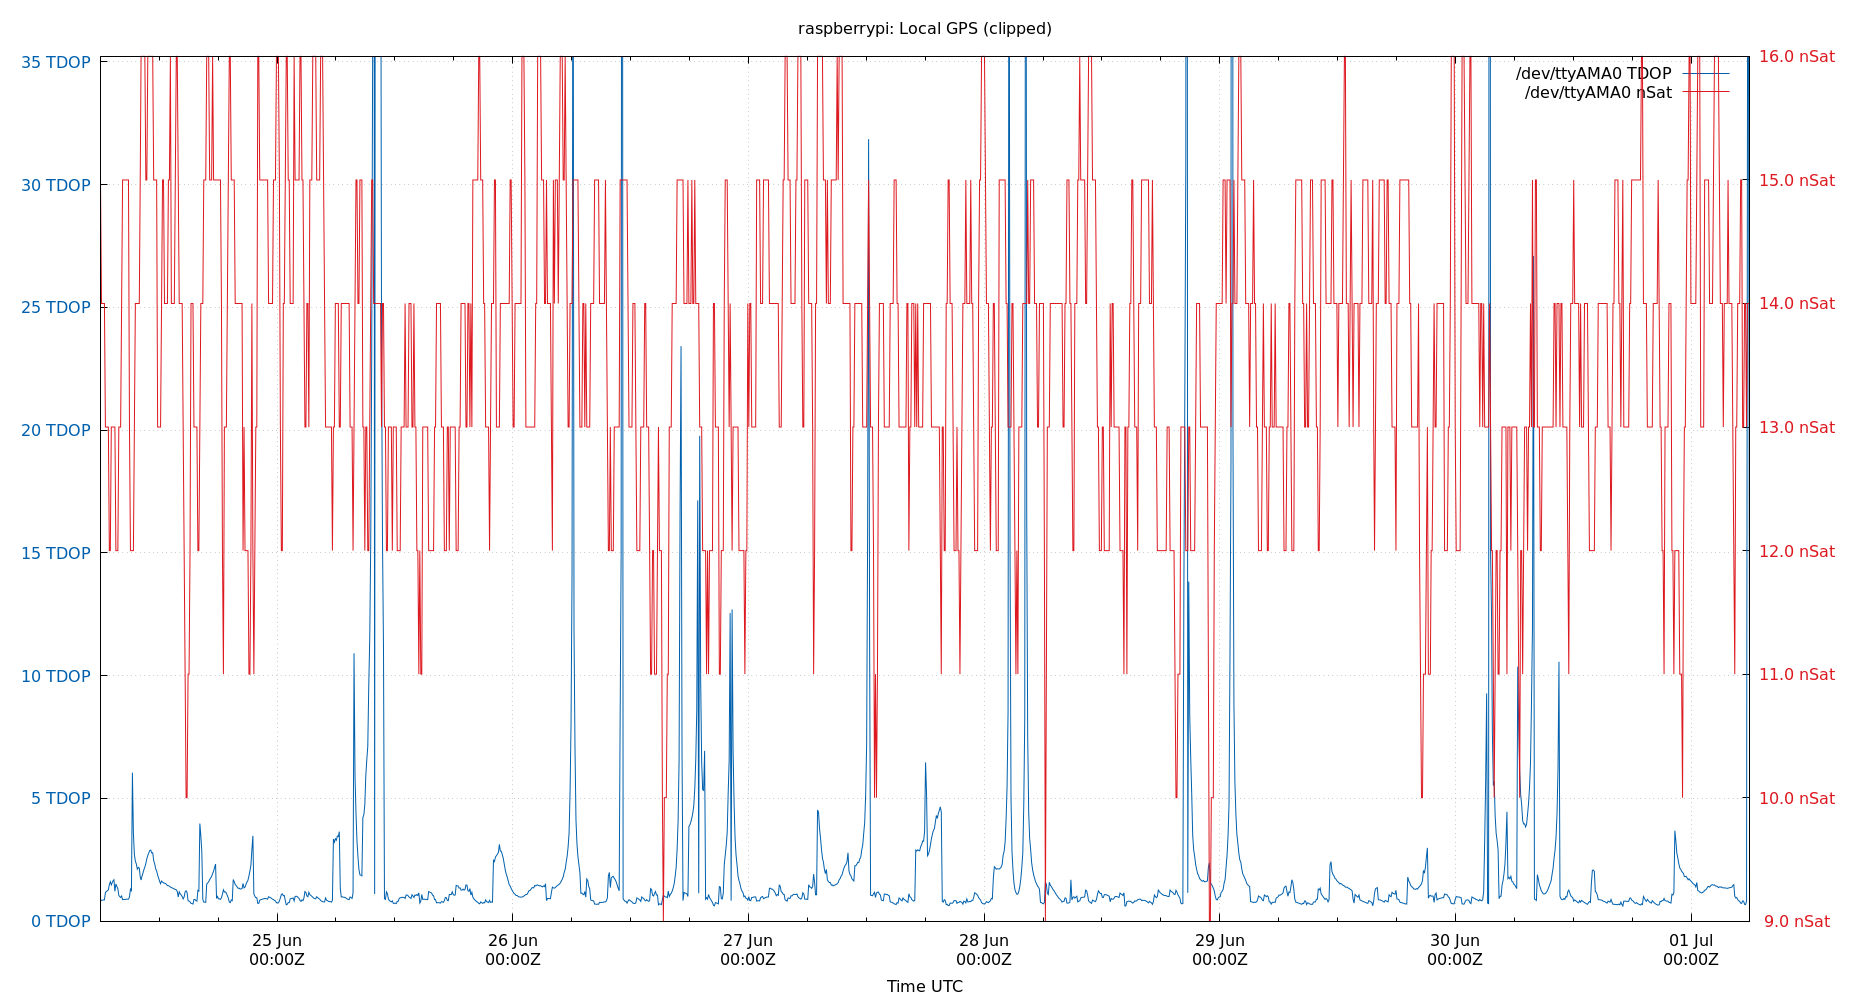 raspberrypi: Local GPS (clipped)
35 TDOP
30 TDOP
25 TDOP
20 TDOP
15 TDOP
10 TDOP
5 TDOP
0 TDOP
16.0 nSat
15.0 nSat
14.0 nSat
13.0 nSat
12.0 nSat
11.0 nSat
10.0 nSat
9.0 nSat
/dev/ttyAMA0 TDOP
/dev/ttyAMA0 nSat
25 Jun
00:00Z
26 Jun
00:00Z
27 Jun
00:00Z
28 Jun
00:00Z
29 Jun
00:00Z
30 Jun
00:00Z
01 Jul
00:00Z
Time UTC